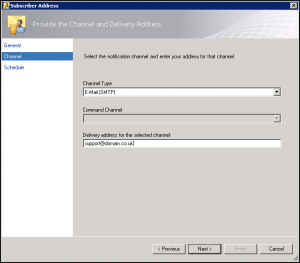 Subscriber Address
Provide the Channel and Delivery Address
General
Channel
Schedule
Select the notification channel and enter your address for that channel
Channel Type
E-Mail (SMTP)
Command Channel
Delivery address for the selected channel:
support@domain.co.uk
< Previous
Next >
Finish
Cancel